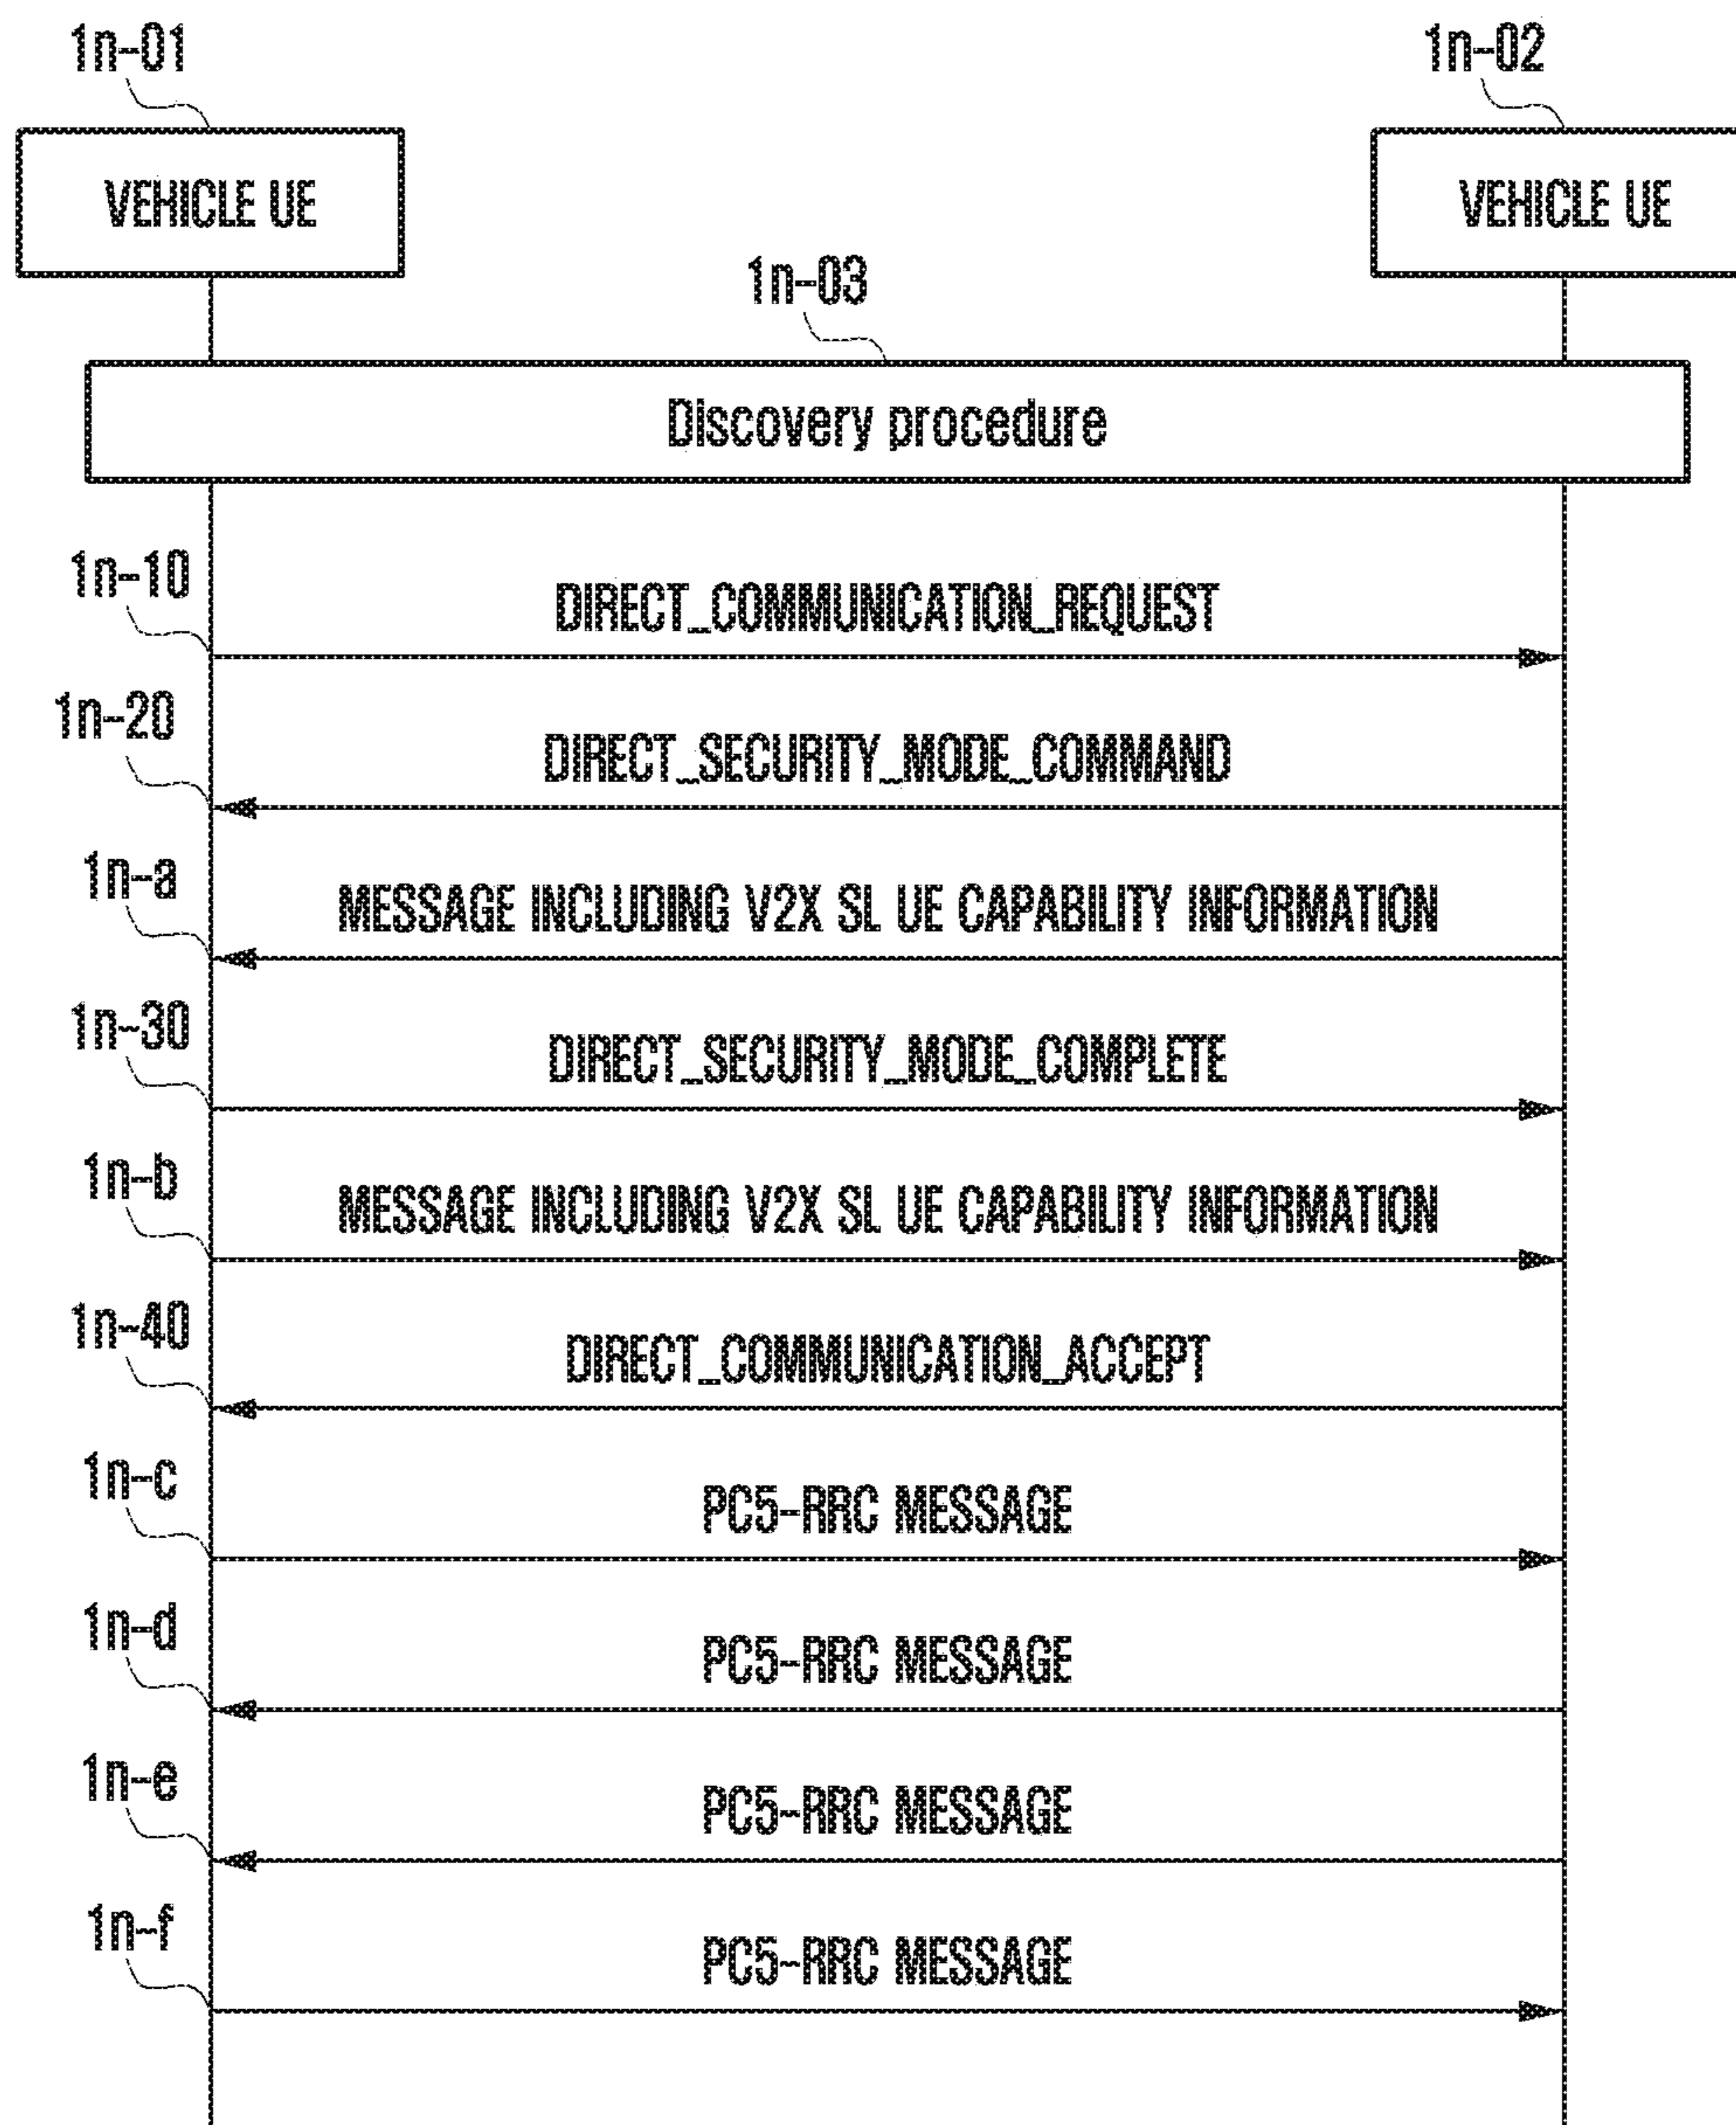 1n-01
1n-02
VEHICLE UE
VEHICLE UE
1n-03
Discovery procedure
1n-10
DIRECT_COMMUNICATION_REQUEST
1n-20
DIRECT_SECURITY_MODE_COMMAND
1n-a
MESSAGE INCLUDING V2X SL UE CAPABILITY INFORMATION
1n-30
DIRECT_SECURITY_MODE_COMPLETE
1n-b
MESSAGE INCLUDING V2X SL UE CAPABILITY INFORMATION
1n-40
DIRECT_COMMUNICATION_ACCEPT
1n-c
PC5-RRC MESSAGE
1n-d
PC5-RRC MESSAGE
1n-e
PC5-RRC MESSAGE
1n-f
PC5-RRC MESSAGE